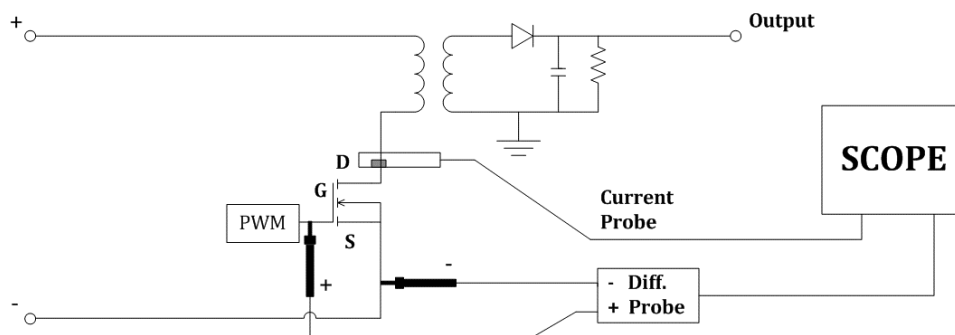 +
Output
D
SCOPE
G
Current
Probe
PWM
S
-
+
- Diff.
+ Probe
-